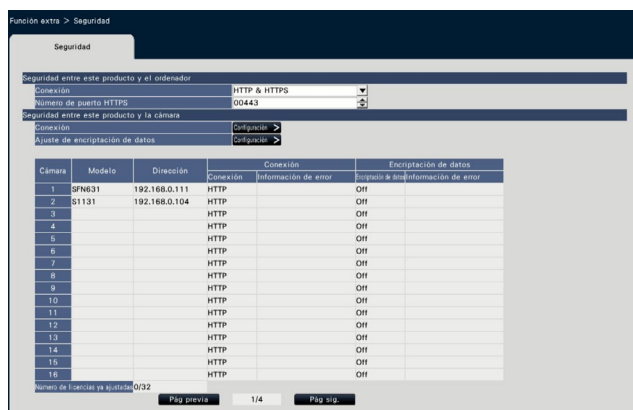 Función extra > Seguridad
Seguridad
Seguridad entre este producto y el ordenador
Conexión HTTP & HTTPS
Número de puerto HTTPS 00443
Seguridad entre este producto y la cámara
Conexión Configuración >
Ajuste de encriptación de datos Configuración >
Cámara Modelo Dirección Conexión Encriptación de datos
Conexión Información de error Encriptación de datos Información de error
1 SFN631 192.168.0.111 HTTP Off
2 S1131 192.168.0.104 HTTP Off
3 HTTP Off
4 HTTP Off
5 HTTP Off
6 HTTP Off
7 HTTP Off
8 HTTP Off
9 HTTP Off
10 HTTP Off
11 HTTP Off
12 HTTP Off
13 HTTP Off
14 HTTP Off
15 HTTP Off
16 HTTP Off
Número de licencias ya ajustadas 0/32
Pág previa 1/4 Pág sig.